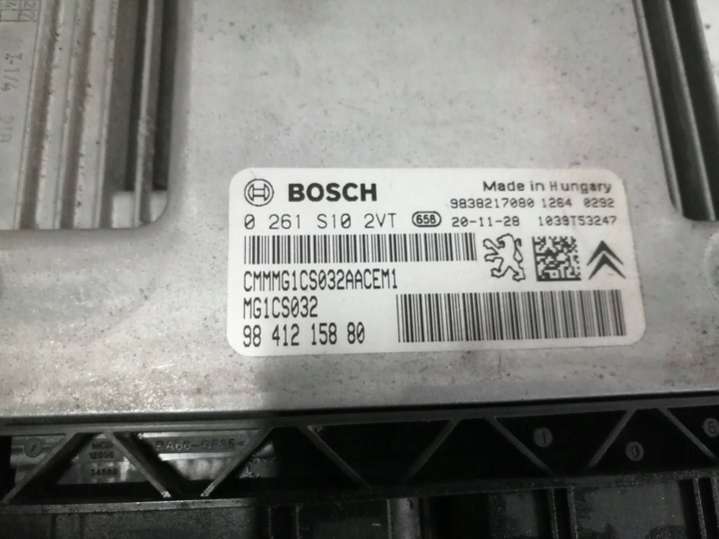 BOSCH
Made in Hungary
9838217080 1264 0292
0 261 S10 2VT 658 20-11-28 1039T53247
CMMMG1CS032AACEM1
MG1CS032
98 412 158 80